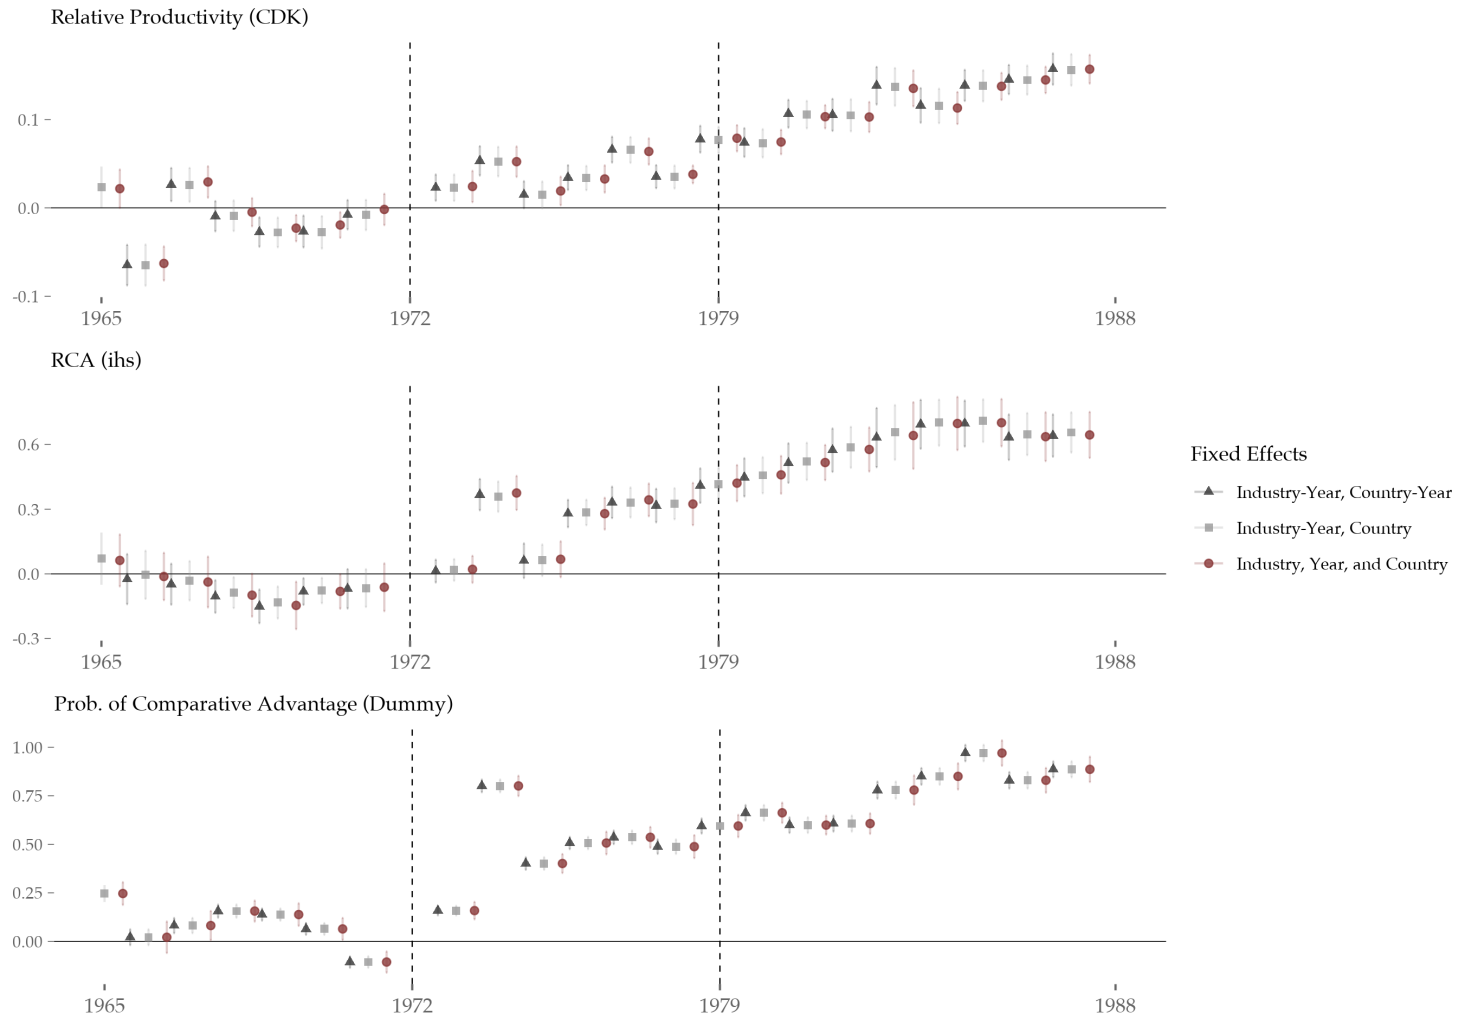 Relative Productivity (CDK)
0.1
0.0
-0.1
1965 1972 1979 1988
RCA (ihs)
0.6
0.3
0.0
-0.3
1965 1972 1979 1988
Prob. of Comparative Advantage (Dummy)
1.00
0.75
0.50
0.25
0.00
1965 1972 1979 1988
Fixed Effects
Industry-Year, Country-Year
Industry-Year, Country
Industry, Year, and Country